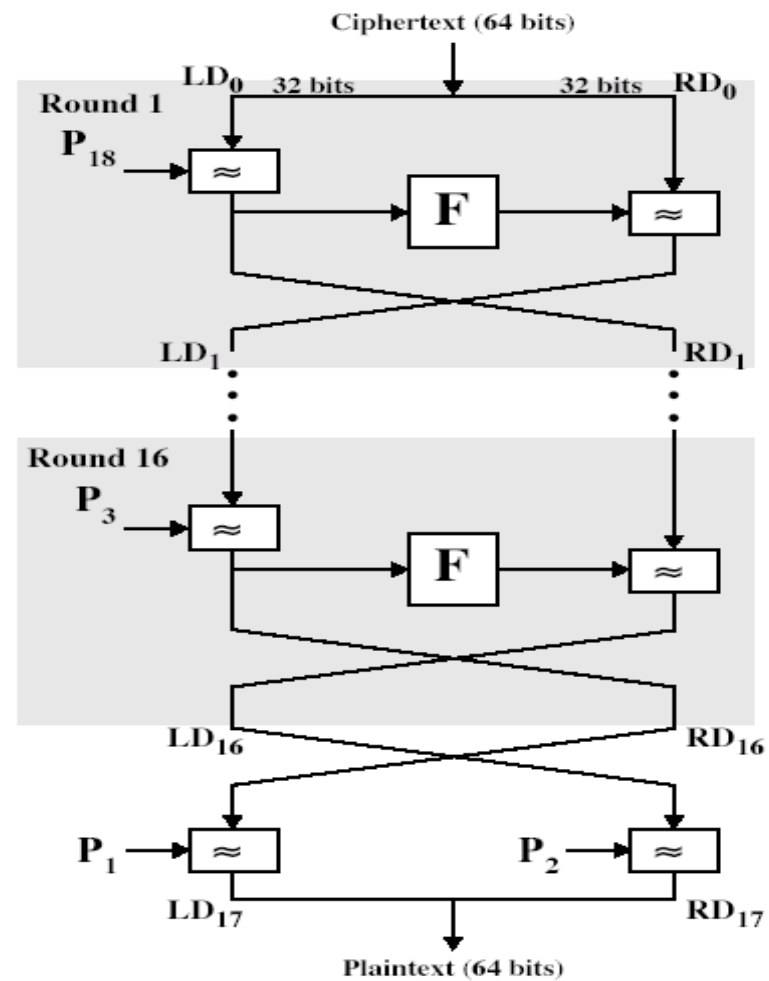 Ciphertext (64 bits)
LD0 32 bits 32 bits RD0
Round 1
P18
≈
F
≈
LD1 RD1
Round 16
P3
≈
F
≈
LD16 RD16
P1 ≈ P2 ≈
LD17 RD17
Plaintext (64 bits)